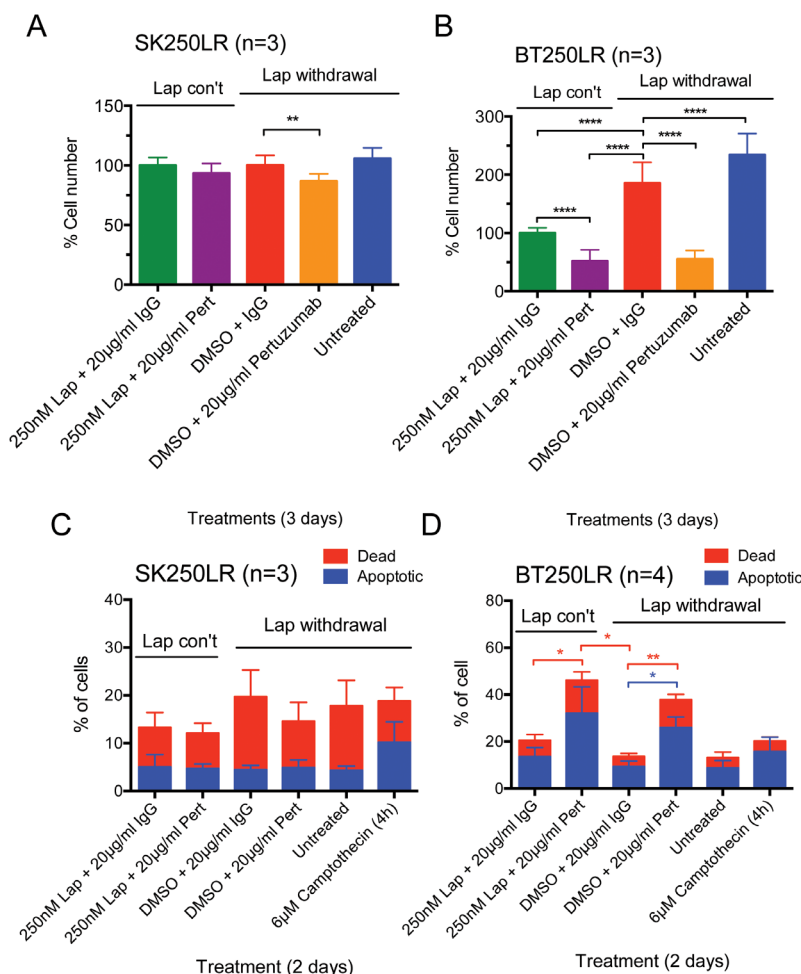 A
SK250LR (n=3)
Lap con't
Lap withdrawal
% Cell number
150
100
50
0
**
250nM Lap + 20µg/ml IgG
250nM Lap + 20µg/ml Pert
DMSO + IgG
DMSO + 20µg/ml Pertuzumab
Untreated
Treatments (3 days)
B
BT250LR (n=3)
Lap con't
Lap withdrawal
% Cell number
300
200
100
0
****
****
****
****
****
250nM Lap + 20µg/ml IgG
250nM Lap + 20µg/ml Pert
DMSO + IgG
DMSO + 20µg/ml Pertuzumab
Untreated
Treatments (3 days)
C
SK250LR (n=3)
Dead
Apoptotic
Lap con't
Lap withdrawal
% of cells
40
30
20
10
0
250nM Lap + 20µg/ml IgG
250nM Lap + 20µg/ml Pert
DMSO + 20µg/ml IgG
DMSO + 20µg/ml Pert
Untreated
6µM Camptothecin (4h)
Treatment (2 days)
D
BT250LR (n=4)
Dead
Apoptotic
Lap con't
Lap withdrawal
% of cell
80
60
40
20
0
*
*
**
*
250nM Lap + 20µg/ml IgG
250nM Lap + 20µg/ml Pert
DMSO + 20µg/ml IgG
DMSO + 20µg/ml Pert
Untreated
6µM Camptothecin (4h)
Treatment (2 days)